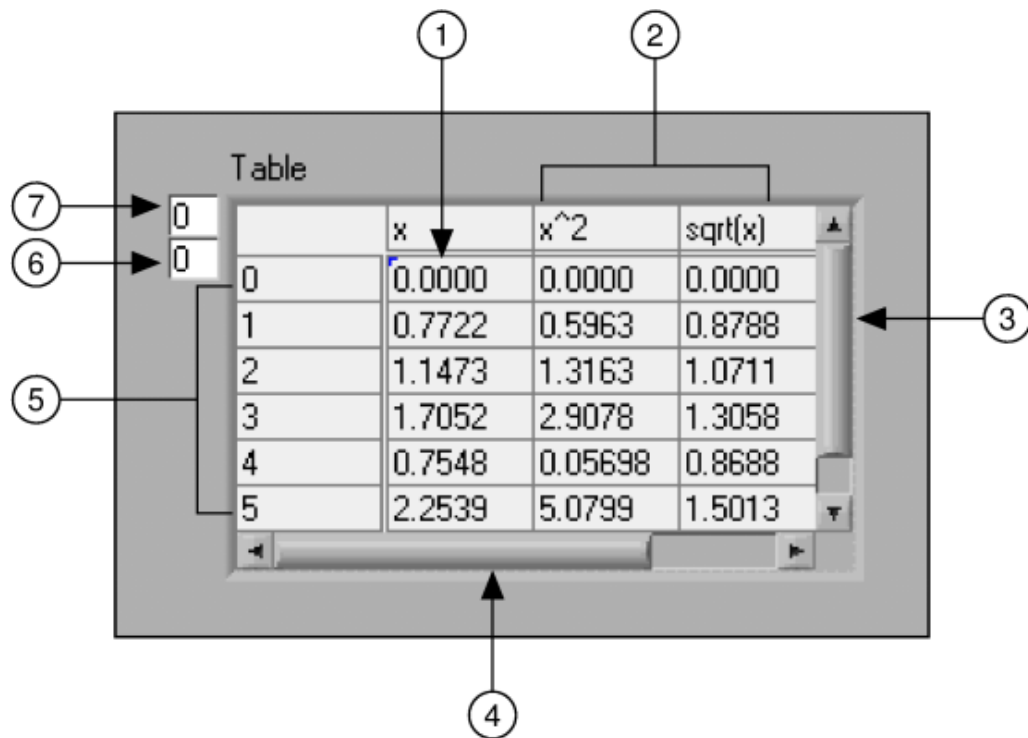 1 2
Table
7 0
6 0
x x^2 sqrt(x)
0 0.0000 0.0000 0.0000
1 0.7722 0.5963 0.8788
3
2 1.1473 1.3163 1.0711
5
3 1.7052 2.9078 1.3058
4 0.7548 0.05698 0.8688
5 2.2539 5.0799 1.5013
4